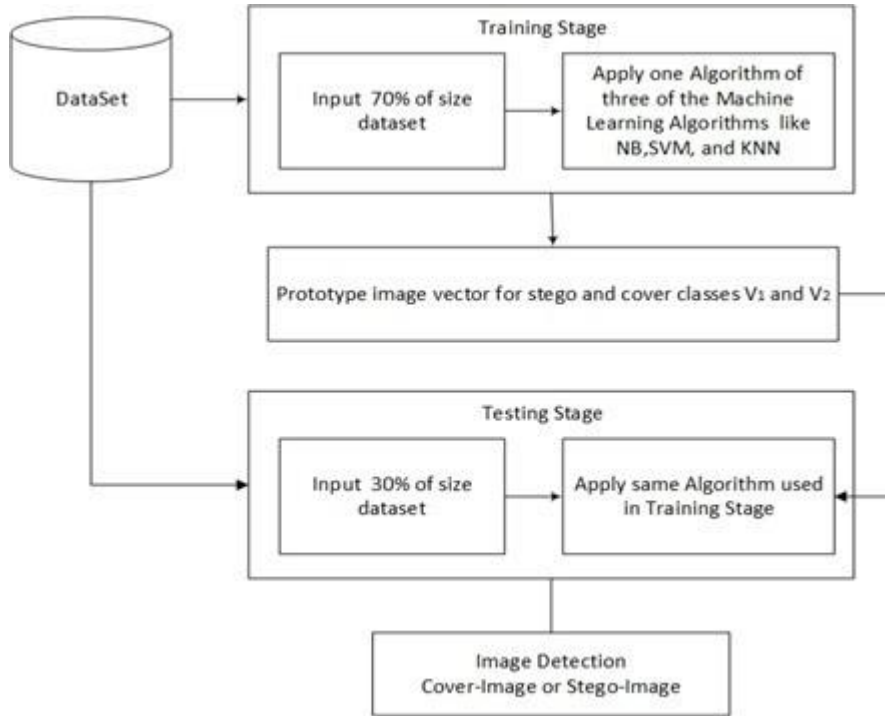 DataSet
Training Stage
Input 70% of size
dataset
Apply one Algorithm of
three of the Machine
Learning Algorithms like
NB,SVM, and KNN
Prototype image vector for stego and cover classes V1 and V2
Testing Stage
Input 30% of size
dataset
Apply same Algorithm used
in Training Stage
Image Detection
Cover-Image or Stego-Image